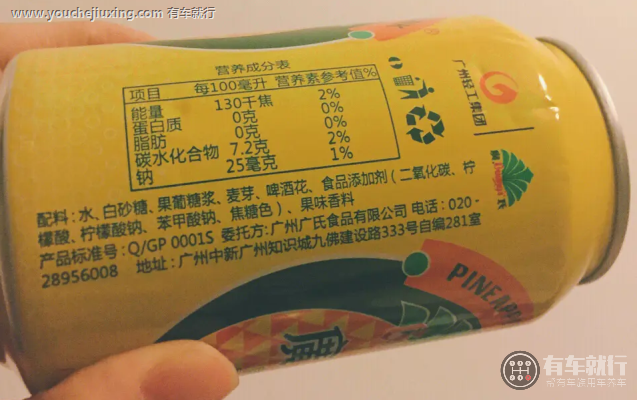 www.youchejiuxing.com 有车就行
营养成分表
项目 每100毫升 营养素参考值%
能量 130千焦 2%
蛋白质 0克 0%
脂肪 0克 0%
碳水化合物 7.2克 2%
钠 25毫克 1%
配料：水、白砂糖、果葡糖浆、麦芽、啤酒花、食品添加剂（二氧化碳、柠
檬酸、柠檬酸钠、苯甲酸钠、焦糖色）、果味香料
产品标准号：Q/GP 0001S 委托方：广州广氏食品有限公司 电话：020-
28956008 地址：广州中新广州知识城九佛建设路333号自编281室
广州轻工集团
PINEAPP
廣
有车就行